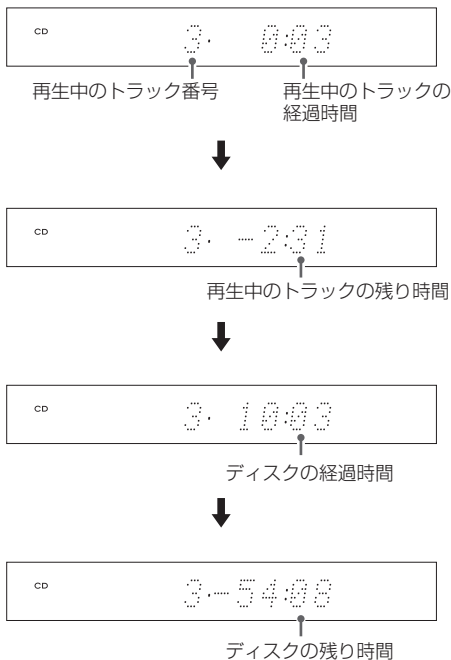 CD 3. 0:03
再生中のトラック番号
再生中のトラックの
経過時間
CD 3. -2:31
再生中のトラックの残り時間
CD 3. 10:03
ディスクの経過時間
CD 3.-54:08
ディスクの残り時間